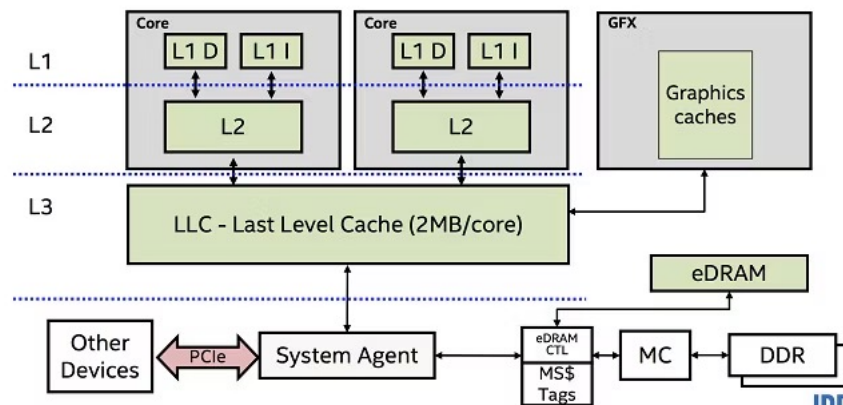 Core
Core
GFX
L1
L1 D
L1 I
L1 D
L1 I
Graphics
caches
L2
L2
L2
L3
LLC - Last Level Cache (2MB/core)
eDRAM
Other
Devices
PCIe
System Agent
eDRAM
CTL
MS$
Tags
MC
DDR